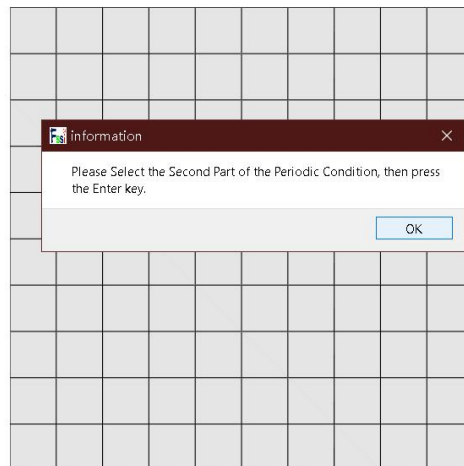 information
Please Select the Second Part of the Periodic Condition, then press
the Enter key.
OK